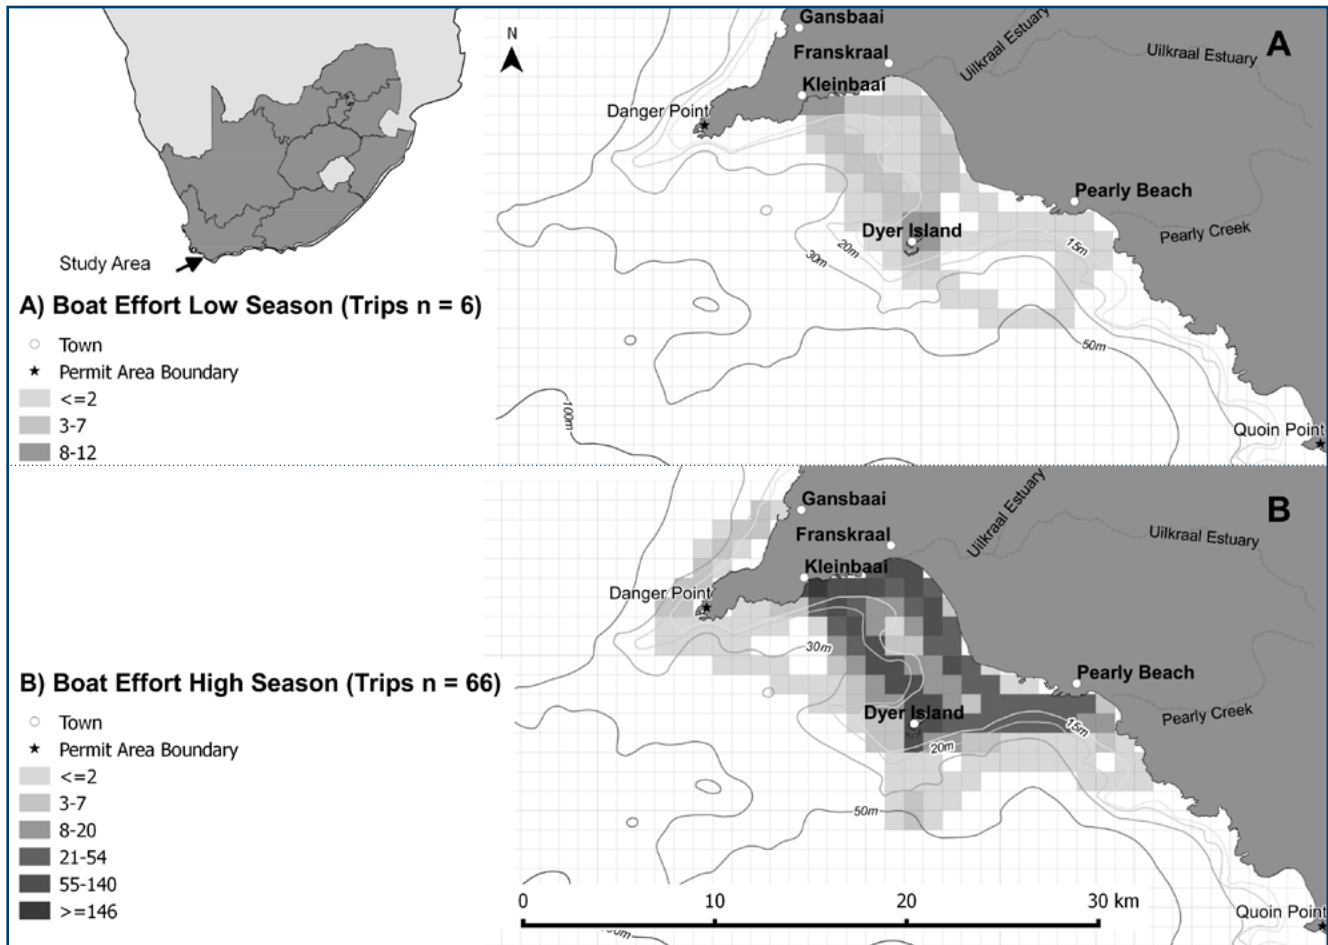 Study Area
A) Boat Effort Low Season (Trips n = 6)
Town
Permit Area Boundary
<=2
3-7
8-12
N
A
Gansbaai
Franskraal
Kleinbaai
Danger Point
Uilkraal Estuary
Uilkraal Estuary
Pearly Beach
Pearly Creek
Dyer Island
20m
30m
15m
50m
100m
Quoin Point
B) Boat Effort High Season (Trips n = 66)
Town
Permit Area Boundary
<=2
3-7
8-20
21-54
55-140
>=146
B
Gansbaai
Franskraal
Kleinbaai
Danger Point
Uilkraal Estuary
Uilkraal Estuary
30m
Pearly Beach
Pearly Creek
Dyer Island
15m
20m
50m
0 10 20 30 km
Quoin Point